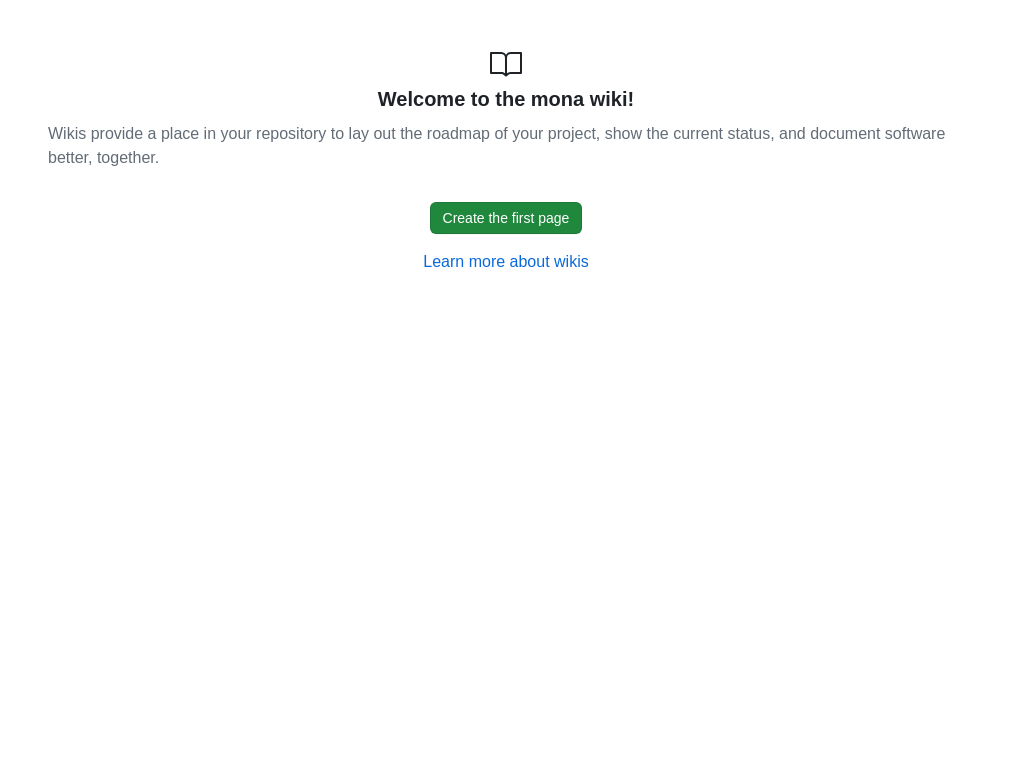 Welcome to the mona wiki!
Wikis provide a place in your repository to lay out the roadmap of your project, show the current status, and document software
better, together.
Create the first page
Learn more about wikis